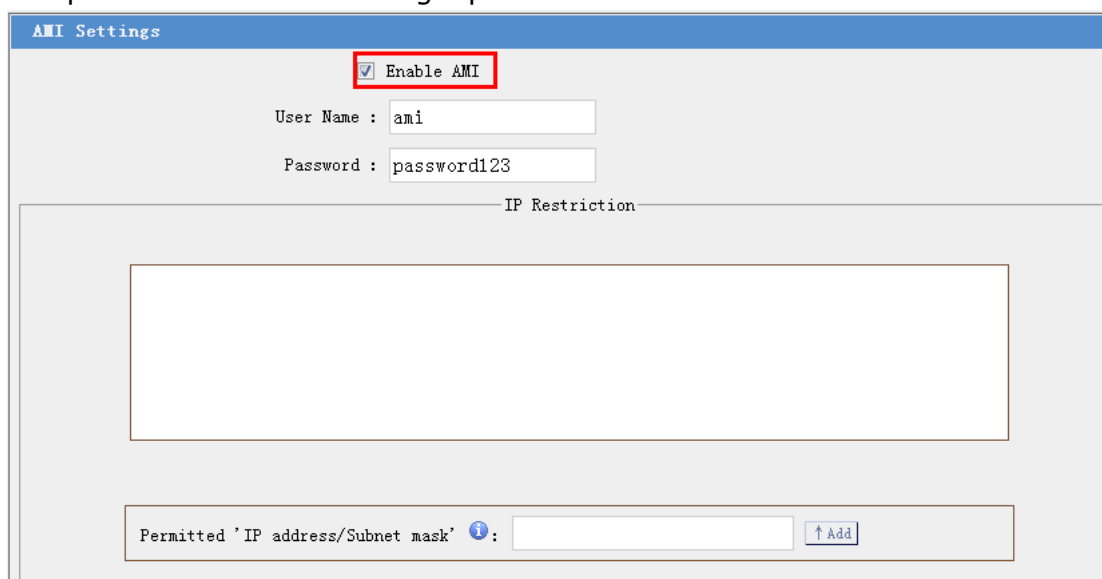 AMI Settings
Enable AMI
User Name : ami
Password : password123
IP Restriction
Permitted 'IP address/Subnet mask' i : ↑ Add